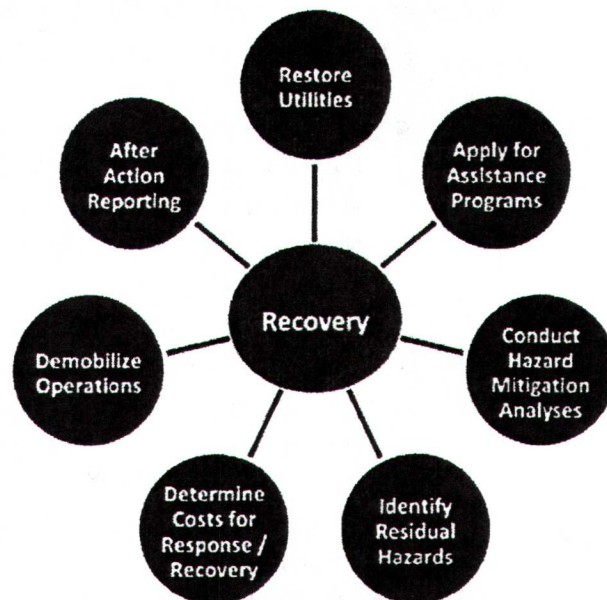 Restore
Utilities
Apply for
Assistance
Programs
Conduct
Hazard
Mitigation
Analyses
Identify
Residual
Hazards
Determine
Costs for
Response /
Recovery
Demobilize
Operations
After
Action
Reporting
Recovery